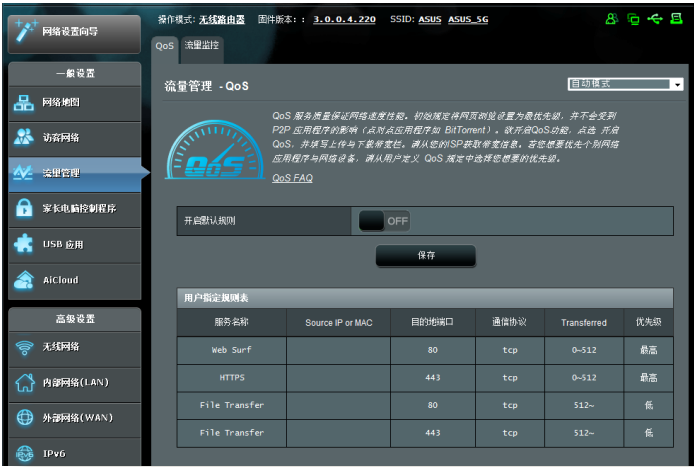 网络设置向导
操作模式: 无线路由器 固件版本: : 3.0.0.4.220 SSID: ASUS ASUS_5G
QoS 流量监控
一般设置
网络地图
访客网络
流量管理
家长电脑控制程序
USB 应用
AiCloud
高级设置
无线网络
内部网络(LAN)
外部网络(WAN)
IPv6
流量管理 - QoS
自动模式
QoS 服务质量保证网络速度性能。初始规定将网页浏览设置为最优先级,并不会受到
P2P 应用程序的影响(点对点应用程序如 BitTorrent)。欲开启QoS功能,点选 开启
QoS,并填写上传与下载带宽栏。请从您的ISP获取带宽信息。若您想要优先个别网络
应用程序与网络设备,请从用户定义 QoS 规定中选择您想要的优先级。
QoS FAQ
QoS
开启默认规则 OFF
保存
用户指定规则表
服务名称 Source IP or MAC 目的地端口 通信协议 Transferred 优先级
Web Surf 80 tcp 0~512 最高
HTTPS 443 tcp 0~512 最高
File Transfer 80 tcp 512~ 低
File Transfer 443 tcp 512~ 低